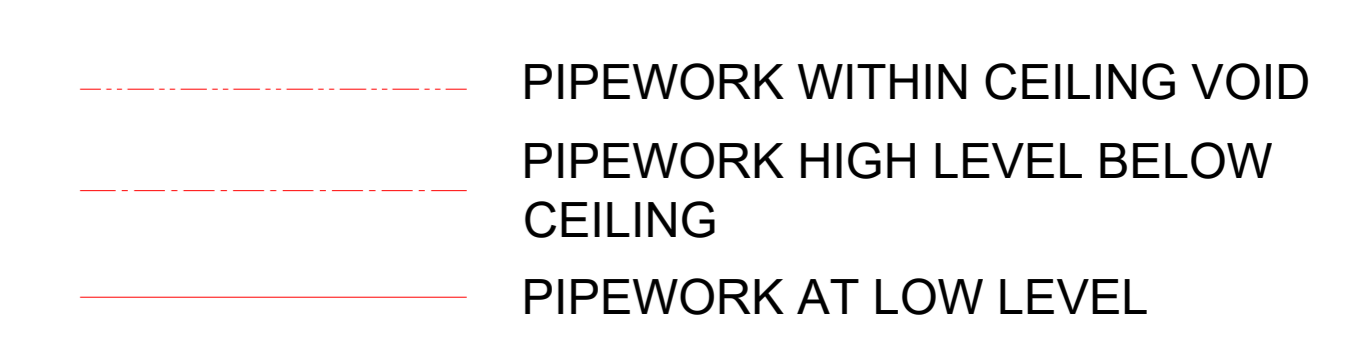 PIPEWORK WITHIN CEILING VOID
PIPEWORK HIGH LEVEL BELOW
CEILING
PIPEWORK AT LOW LEVEL